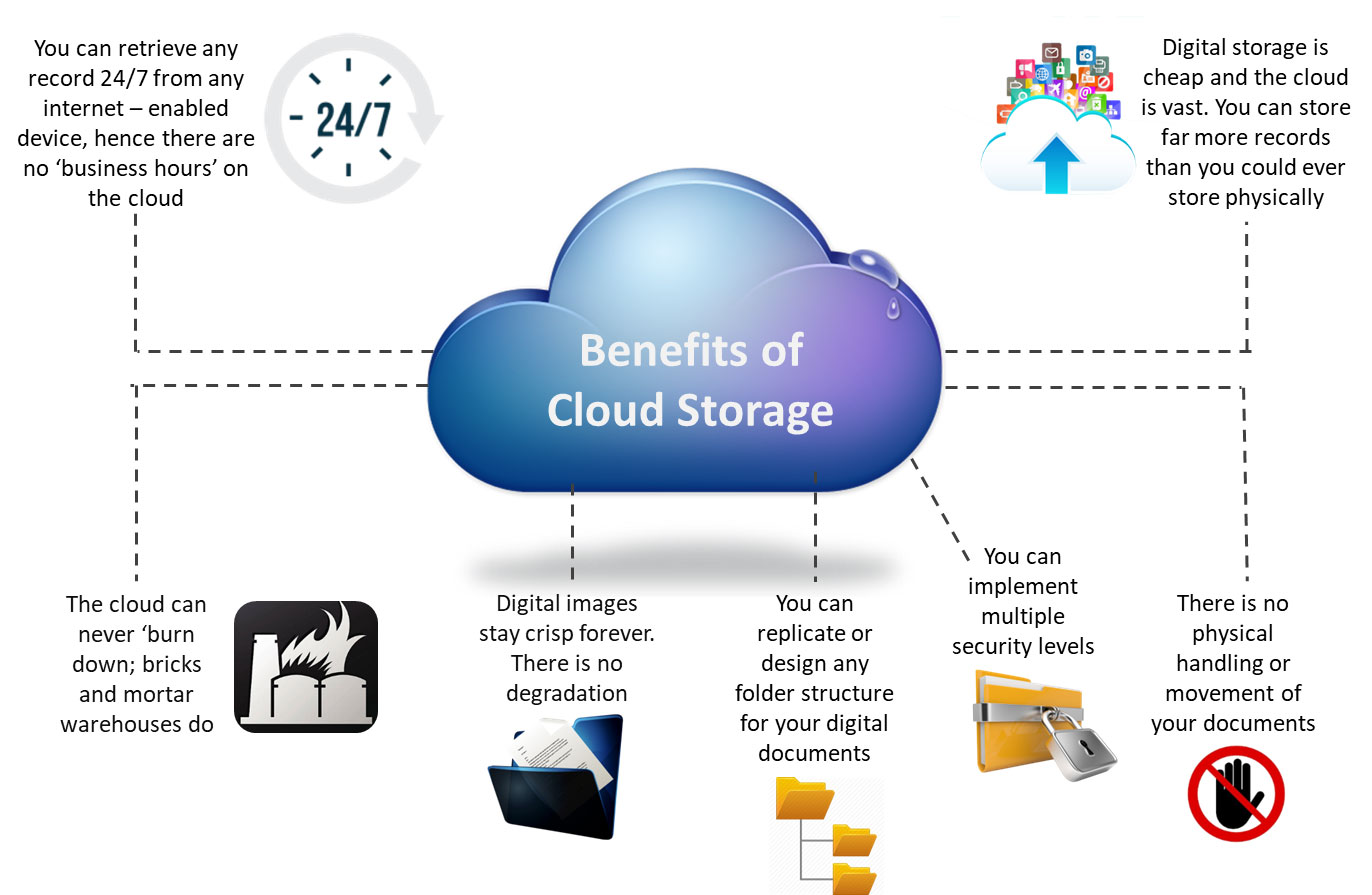 You can retrieve any
record 24/7 from any
internet – enabled
device, hence there are
no ‘business hours’ on
the cloud
- 24/7
Digital storage is
cheap and the cloud
is vast. You can store
far more records
than you could ever
store physically
Benefits of
Cloud Storage
The cloud can
never ‘burn
down; bricks
and mortar
warehouses do
Digital images
stay crisp forever.
There is no
degradation
You can
replicate or
design any
folder structure
for your digital
documents
You can
implement
multiple
security levels
There is no
physical
handling or
movement of
your documents